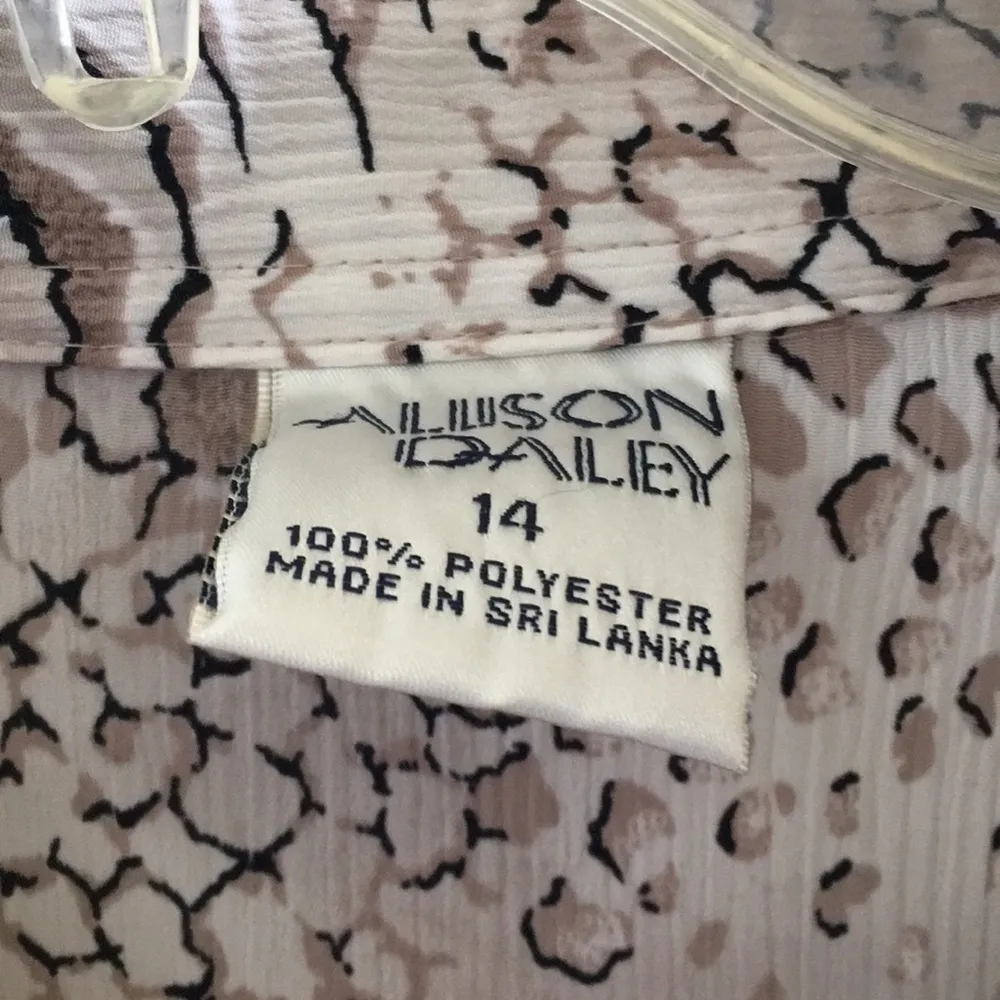 ALLISON
DALEY
14
100% POLYESTER
MADE IN SRI LANKA